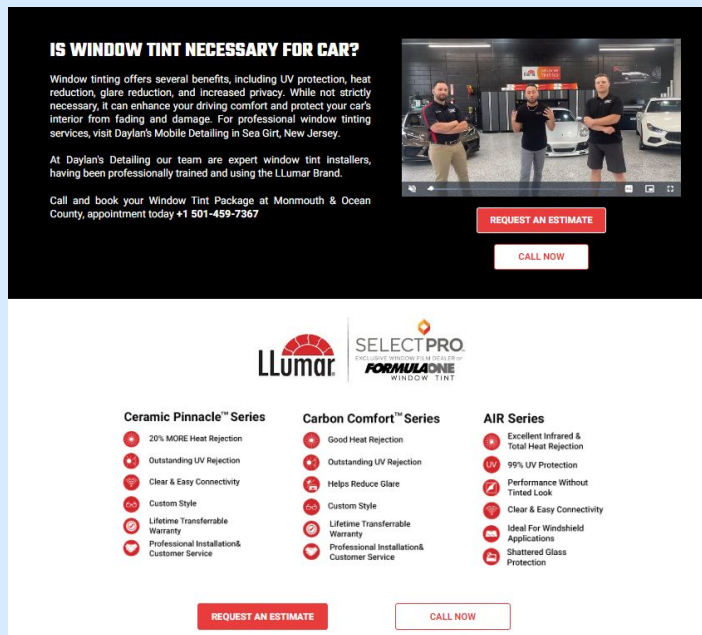 IS WINDOW TINT NECESSARY FOR CAR?
Window tinting offers several benefits, including UV protection, heat
reduction, glare reduction, and increased privacy. While not strictly
necessary, it can enhance your driving comfort and protect your car's
interior from fading and damage. For professional window tinting
services, visit Daylan's Mobile Detailing in Sea Girt, New Jersey.
At Daylan's Detailing our team are expert window tint installers,
having been professionally trained and using the LLumar Brand.
Call and book your Window Tint Package at Monmouth & Ocean
County, appointment today +1 501-459-7367
REQUEST AN ESTIMATE
CALL NOW
LLumar
SELECTPRO
EXCLUSIVE WINDOW FILM DEALER OF
FORMULAONE
WINDOW TINT
Ceramic Pinnacle™ Series
20% MORE Heat Rejection
Outstanding UV Rejection
Clear & Easy Connectivity
Custom Style
Lifetime Transferrable
Warranty
Professional Installation&
Customer Service
Carbon Comfort™ Series
Good Heat Rejection
Outstanding UV Rejection
Helps Reduce Glare
Custom Style
Lifetime Transferrable
Warranty
Professional Installation&
Customer Service
AIR Series
Excellent Infrared &
Total Heat Rejection
UV
99% UV Protection
Performance Without
Tinted Look
Clear & Easy Connectivity
Ideal For Windshield
Applications
Shattered Glass
Protection
REQUEST AN ESTIMATE
CALL NOW